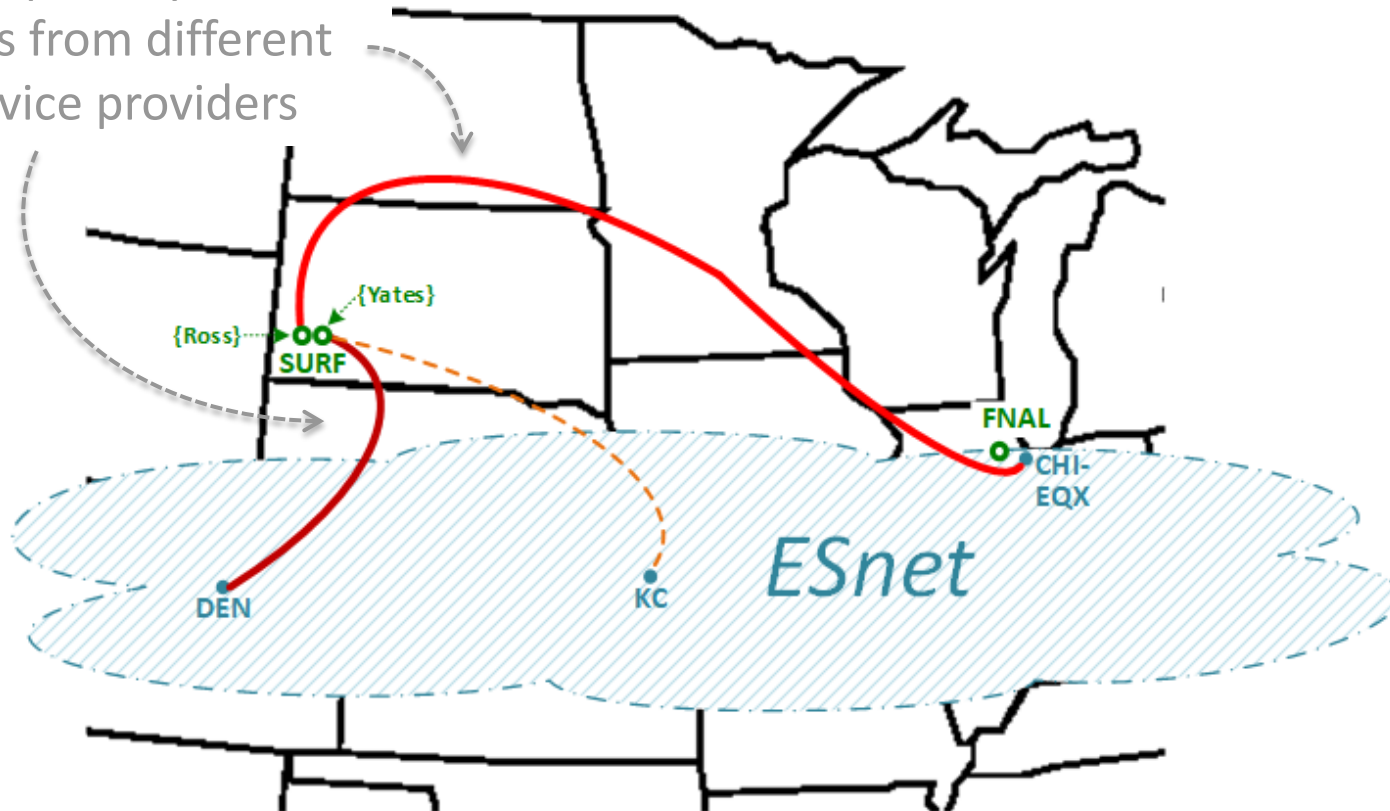 s from different
vice providers
{Yates}
{Ross}
SURF
FNAL
CHI-
EQX
ESnet
DEN
KC